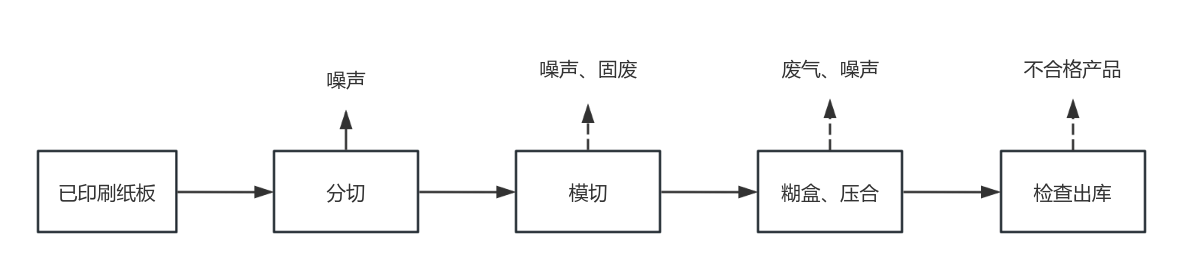 噪声
噪声、固废
废气、噪声
不合格产品
已印刷纸板
分切
模切
糊盒、压合
检查出库